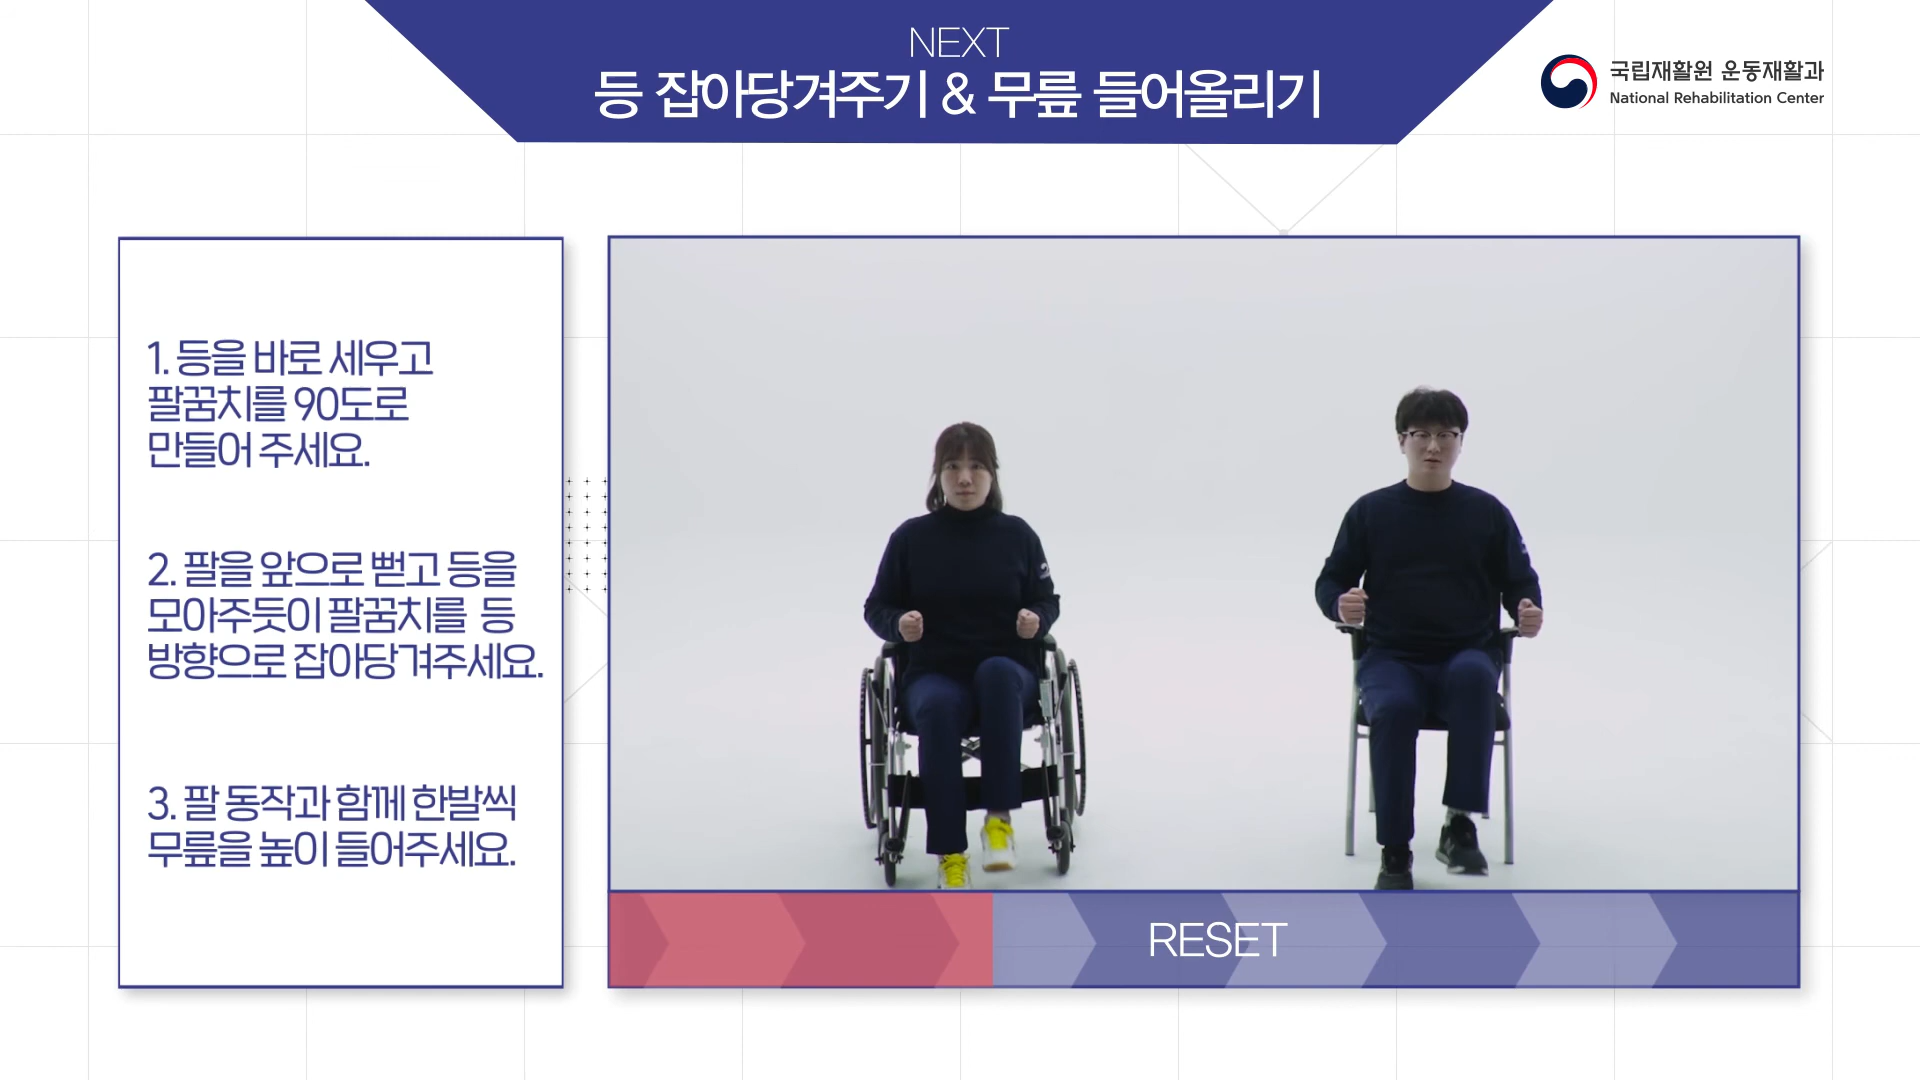 NEXT
등 잡아당겨주기 & 무릎 들어올리기
국립재활원 운동재활과
National Rehabilitation Center
1. 등을 바로 세우고
팔꿈치를 90도로
만들어 주세요.
2. 팔을 앞으로 뻗고 등을
모아주듯이 팔꿈치를 등
방향으로 잡아당겨주세요.
3. 팔 동작과 함께 한발씩
무릎을 높이 들어주세요.
RESET